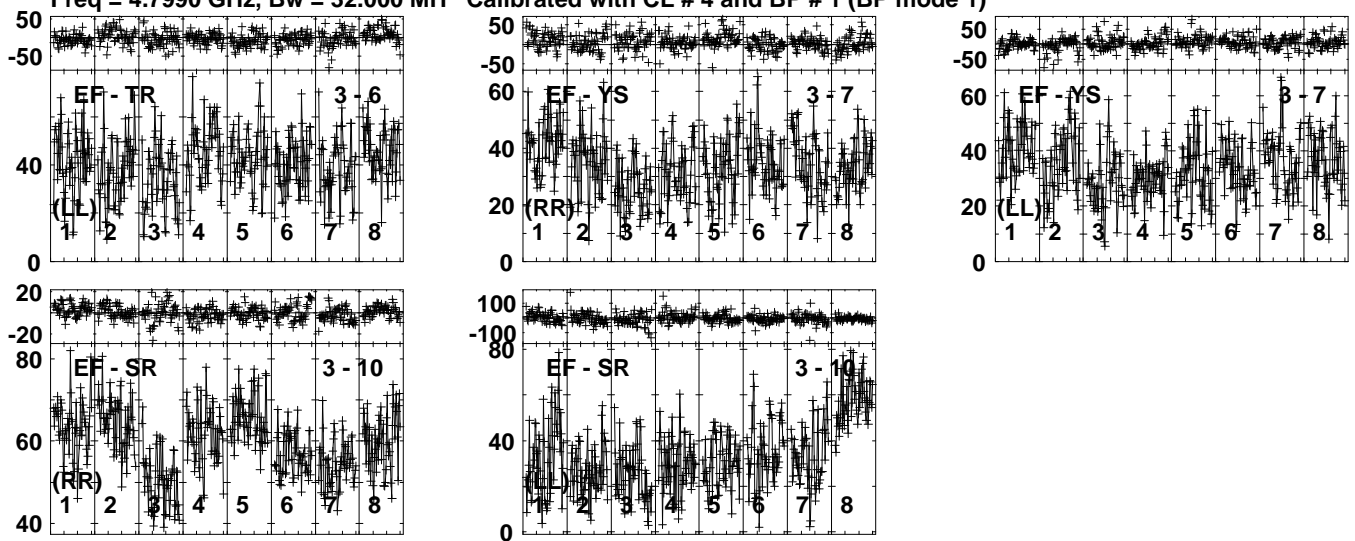 Freq = 4.7990 GHz, Bw = 32.000 MH Calibrated with CL # 4 and BP # 1 (BP mode 1)
50
-50
EF - TR 3 - 6
40
(LL)
1 2 3 4 5 6 7 8
0
50
-50
60
EF - YS 3 - 7
40
20
(RR)
1 2 3 4 5 6 7 8
0
50
-50
60
EF - YS 3 - 7
40
20
(LL)
1 2 3 4 5 6 7 8
0
20
-20
80
EF - SR 3 - 10
60
(RR)
1 2 3 4 5 6 7 8
40
100
-100
80
EF - SR 3 - 10
40
(LL)
1 2 3 4 5 6 7 8
0